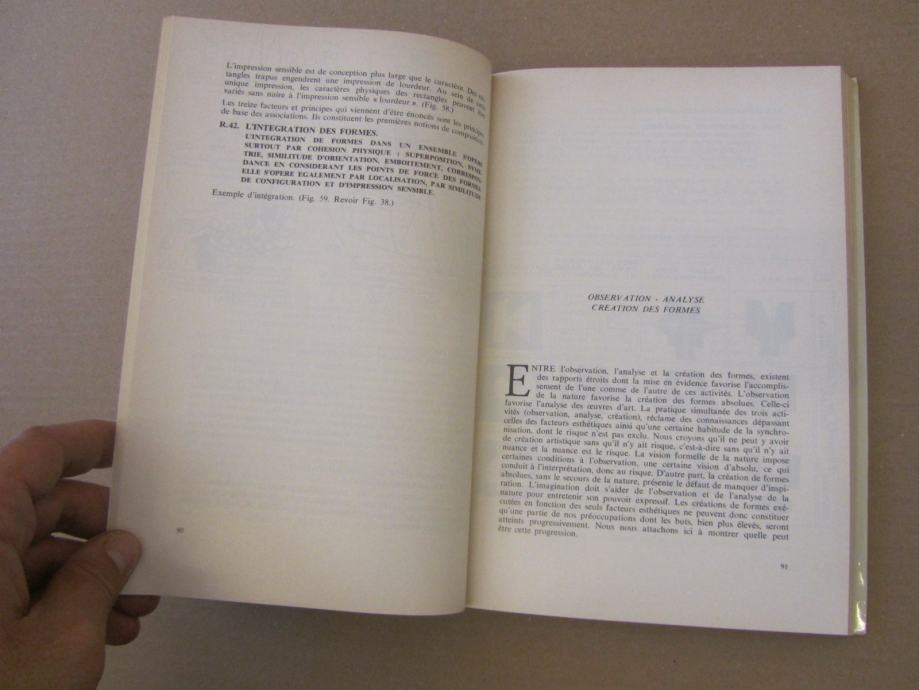 L'impression sensible est de conception plus large que le caractère. Des rec-
tangles trapus engendrent une impression de lourdeur. Au sein de cette
unique impression, les caractères physiques des rectangles peuvent être
variés sans nuire à l'impression sensible « lourdeur ». (Fig. 58.)
Les treize facteurs et principes qui viennent d'être énoncés sont les principes
de base des associations. Ils constituent les premières notions de composition.
R.42. L'INTEGRATION DES FORMES.
L'INTEGRATION DE FORMES DANS UN ENSEMBLE S'OPERE
SURTOUT PAR COHESION PHYSIQUE : SUPERPOSITION, SYME-
TRIE, SIMILITUDE D'ORIENTATION, EMBOITEMENT, CORRESPON-
DANCE EN CONSIDERANT LES POINTS DE FORCE DES FORMES.
ELLE S'OPERE EGALEMENT PAR LOCALISATION, PAR SIMILITUDE
DE CONFIGURATION ET D'IMPRESSION SENSIBLE.
Exemple d'intégration. (Fig. 59. Revoir Fig. 38.)
90
OBSERVATION - ANALYSE
CREATION DES FORMES
ENTRE l'observation, l'analyse et la création des formes, existent
des rapports étroits dont la mise en évidence favorise l'accomplis-
sement de l'une comme de l'autre de ces activités. L'observation
de la nature favorise la création des formes absolues. Celle-ci
favorise l'analyse des œuvres d'art. La pratique simultanée des trois acti-
vités (observation, analyse, création), réclame des connaissances dépassant
celles des facteurs esthétiques ainsi qu'une certaine habitude de la synchro-
nisation, dont le risque n'est pas exclu. Nous croyons qu'il ne peut y avoir
de création artistique sans qu'il n'y ait risque, c'est-à-dire sans qu'il n'y ait
nuance et la nuance est le risque. La vision formelle de la nature impose
certaines conditions à l'observation, une certaine vision d'absolu, ce qui
conduit à l'interprétation, donc au risque. D'autre part, la création de formes
absolues, sans le secours de la nature, présente le défaut de manquer d'inspi-
ration. L'imagination doit s'aider de l'observation et de l'analyse de la
nature pour entretenir son pouvoir expressif. Les créations de formes exé-
cutées en fonction des seuls facteurs esthétiques ne peuvent donc constituer
qu'une partie de nos préoccupations dont les buts, bien plus élevés, seront
atteints progressivement. Nous nous attachons ici à montrer quelle peut
être cette progression.
91